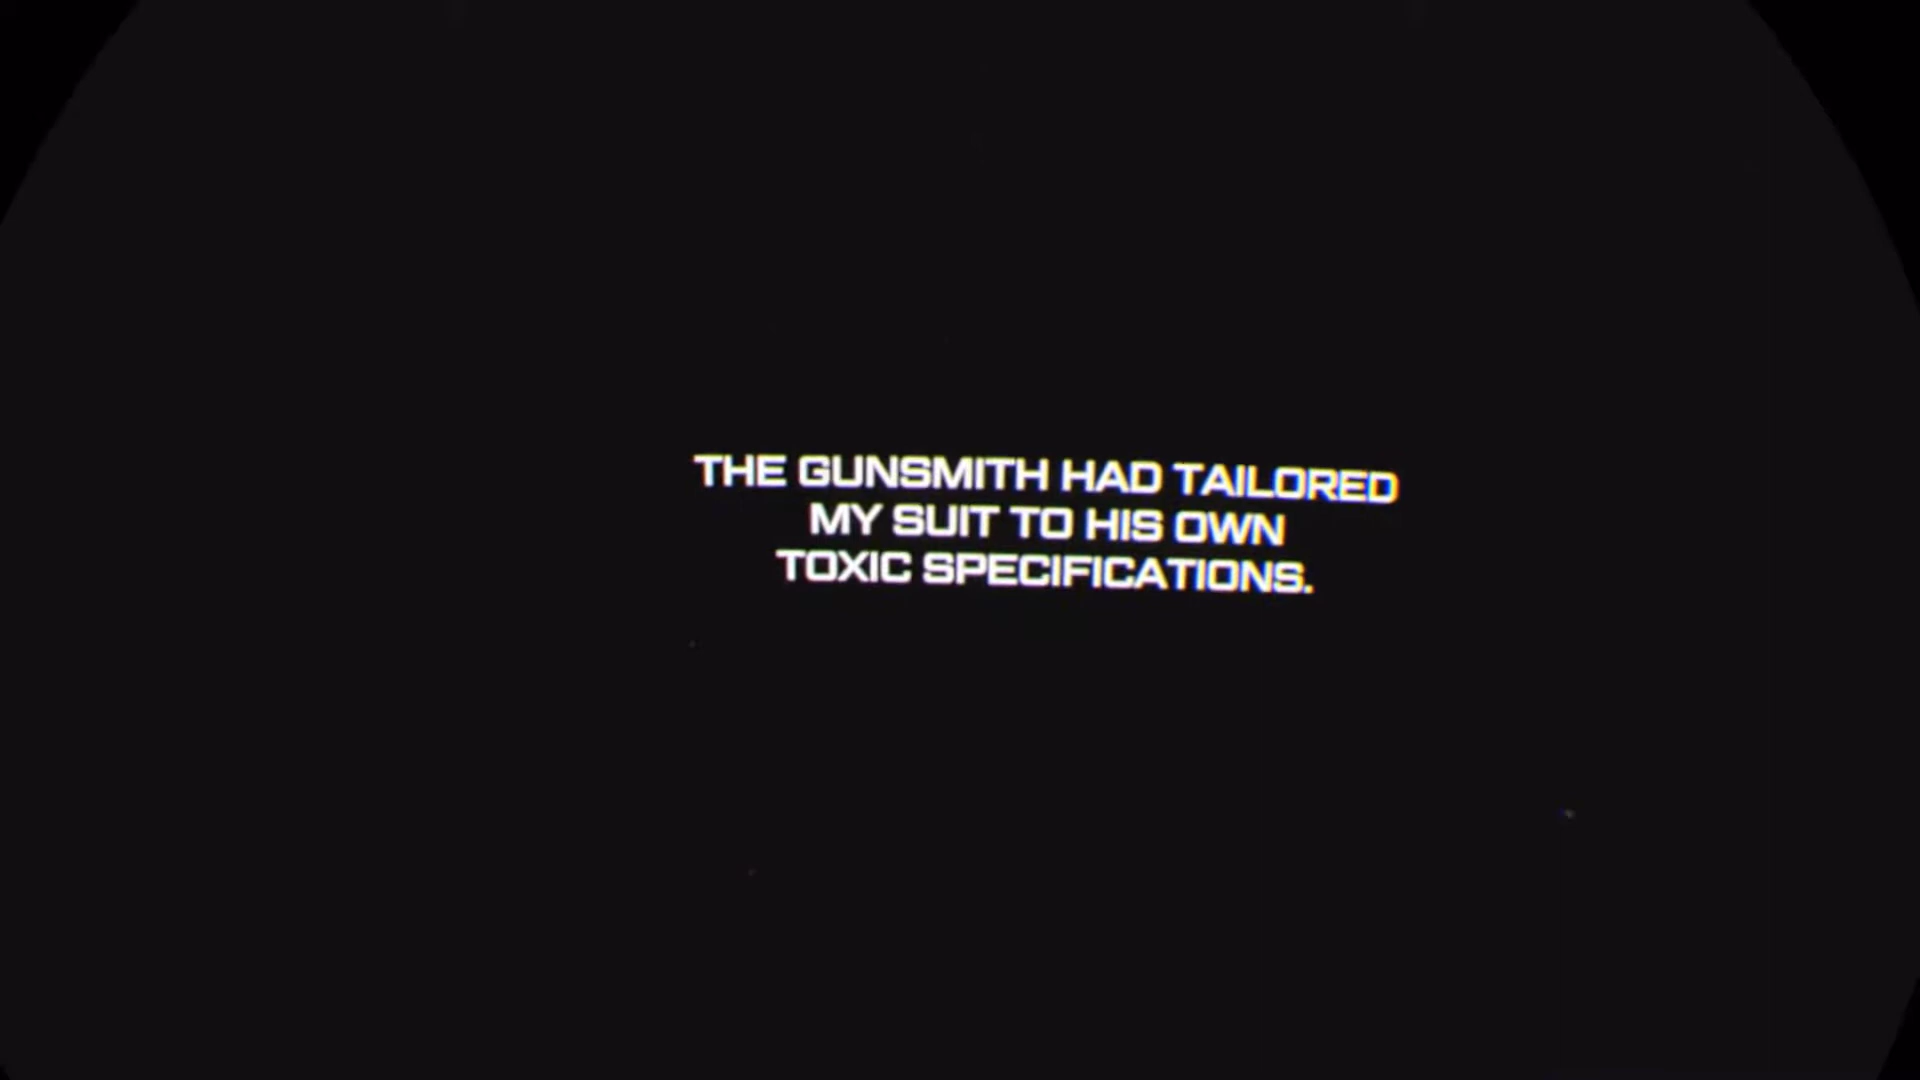 THE GUNSMITH HAD TAILORED
MY SUIT TO HIS OWN
TOXIC SPECIFICATIONS.